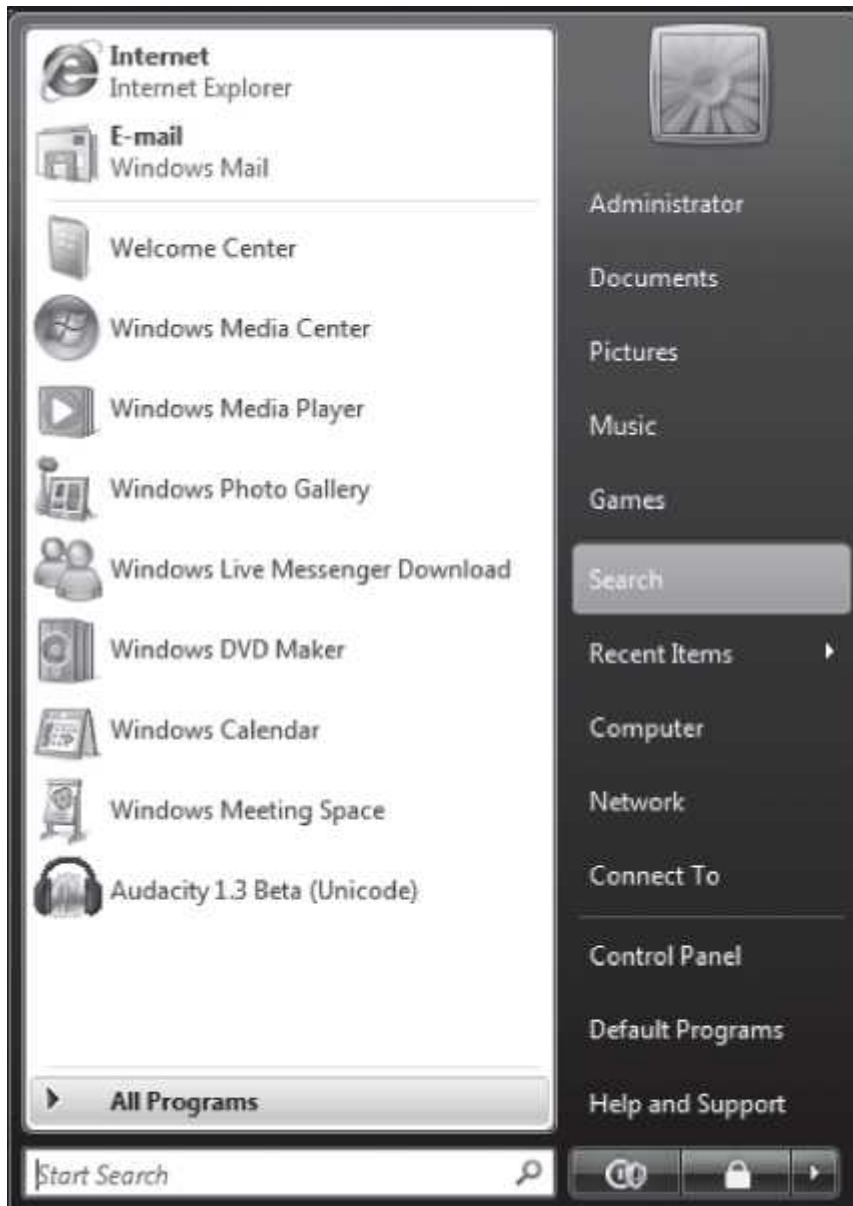 Internet
Internet Explorer
E-mail
Windows Mail
Welcome Center
Windows Media Center
Windows Media Player
Windows Photo Gallery
Windows Live Messenger Download
Windows DVD Maker
Windows Calendar
Windows Meeting Space
Audacity 1.3 Beta (Unicode)
All Programs
Start Search
Administrator
Documents
Pictures
Music
Games
Search
Recent Items
Computer
Network
Connect To
Control Panel
Default Programs
Help and Support